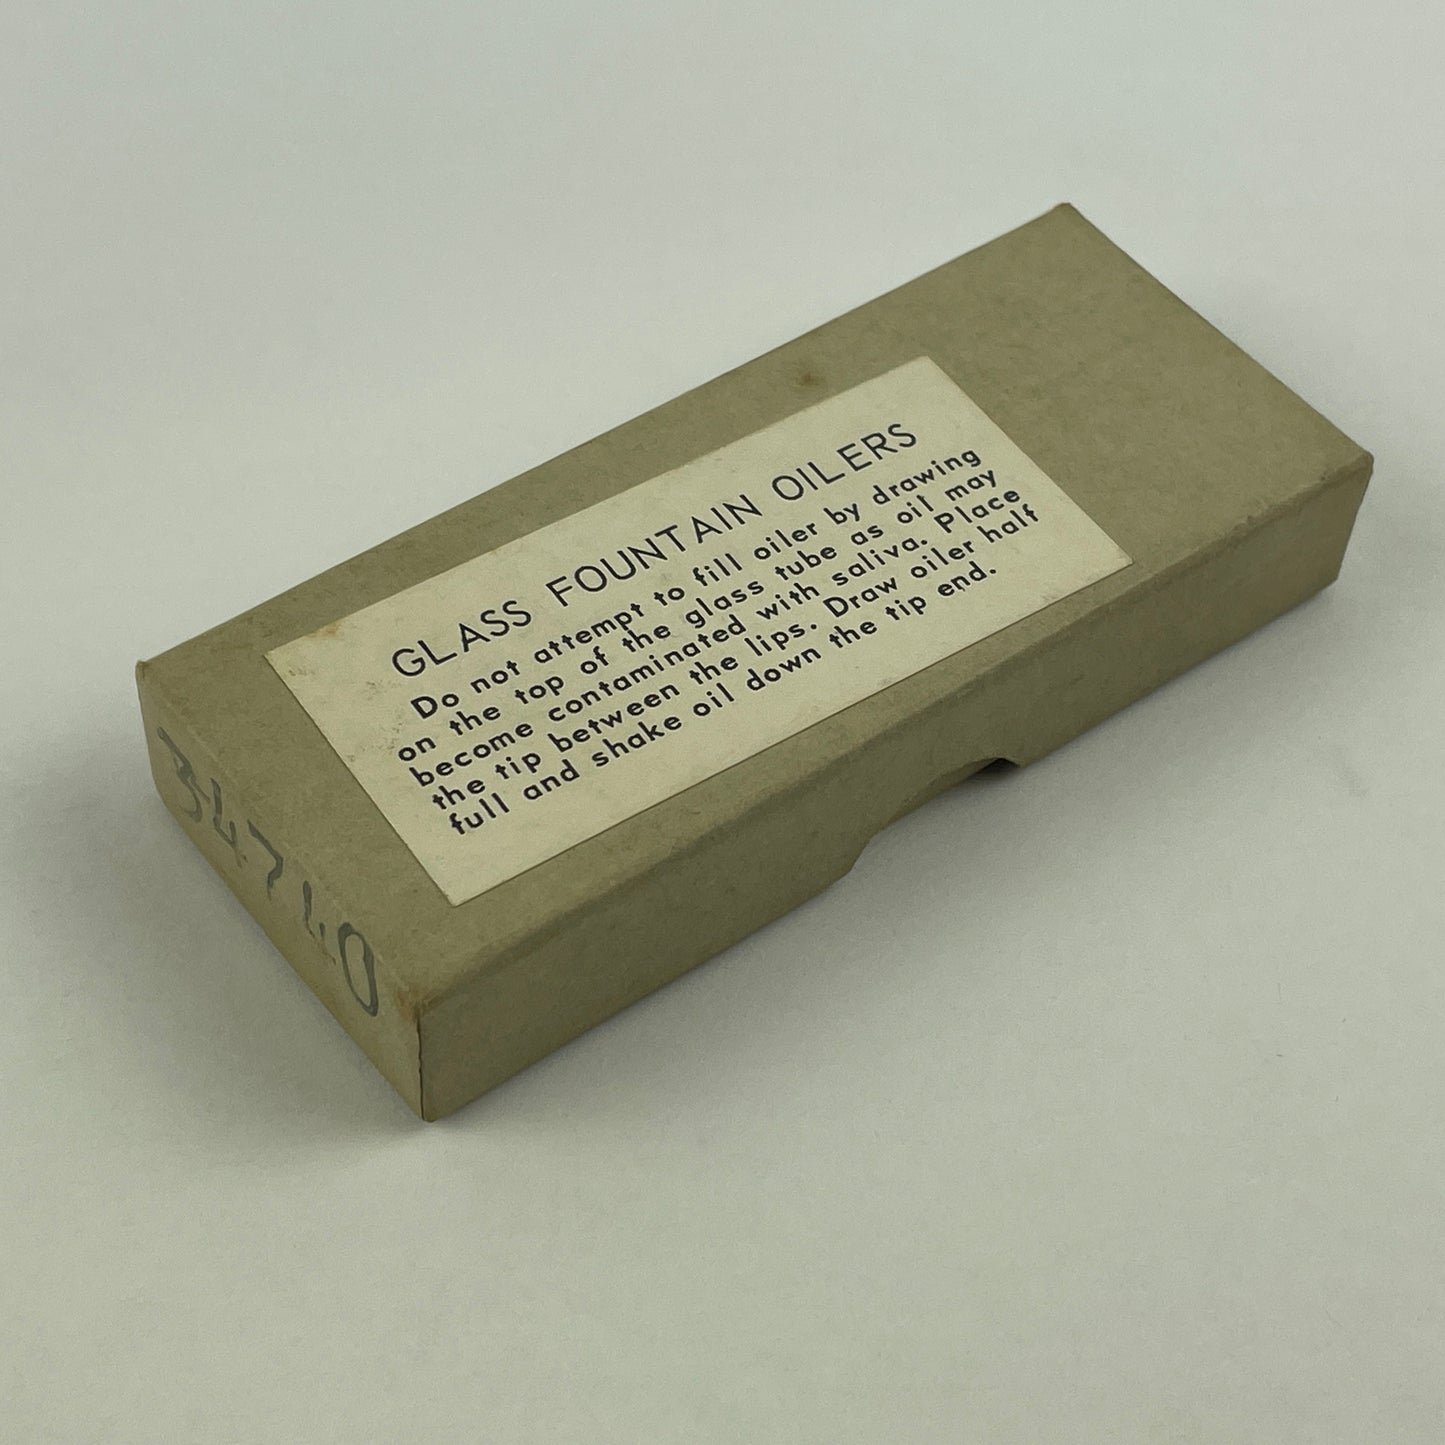 GLASS FOUNTAIN OILERS
Do not attempt to fill oiler by drawing
on the top of the glass tube as oil may
become contaminated with saliva. Place
the tip between the lips. Draw oiler half
full and shake oil down the tip end.
34740